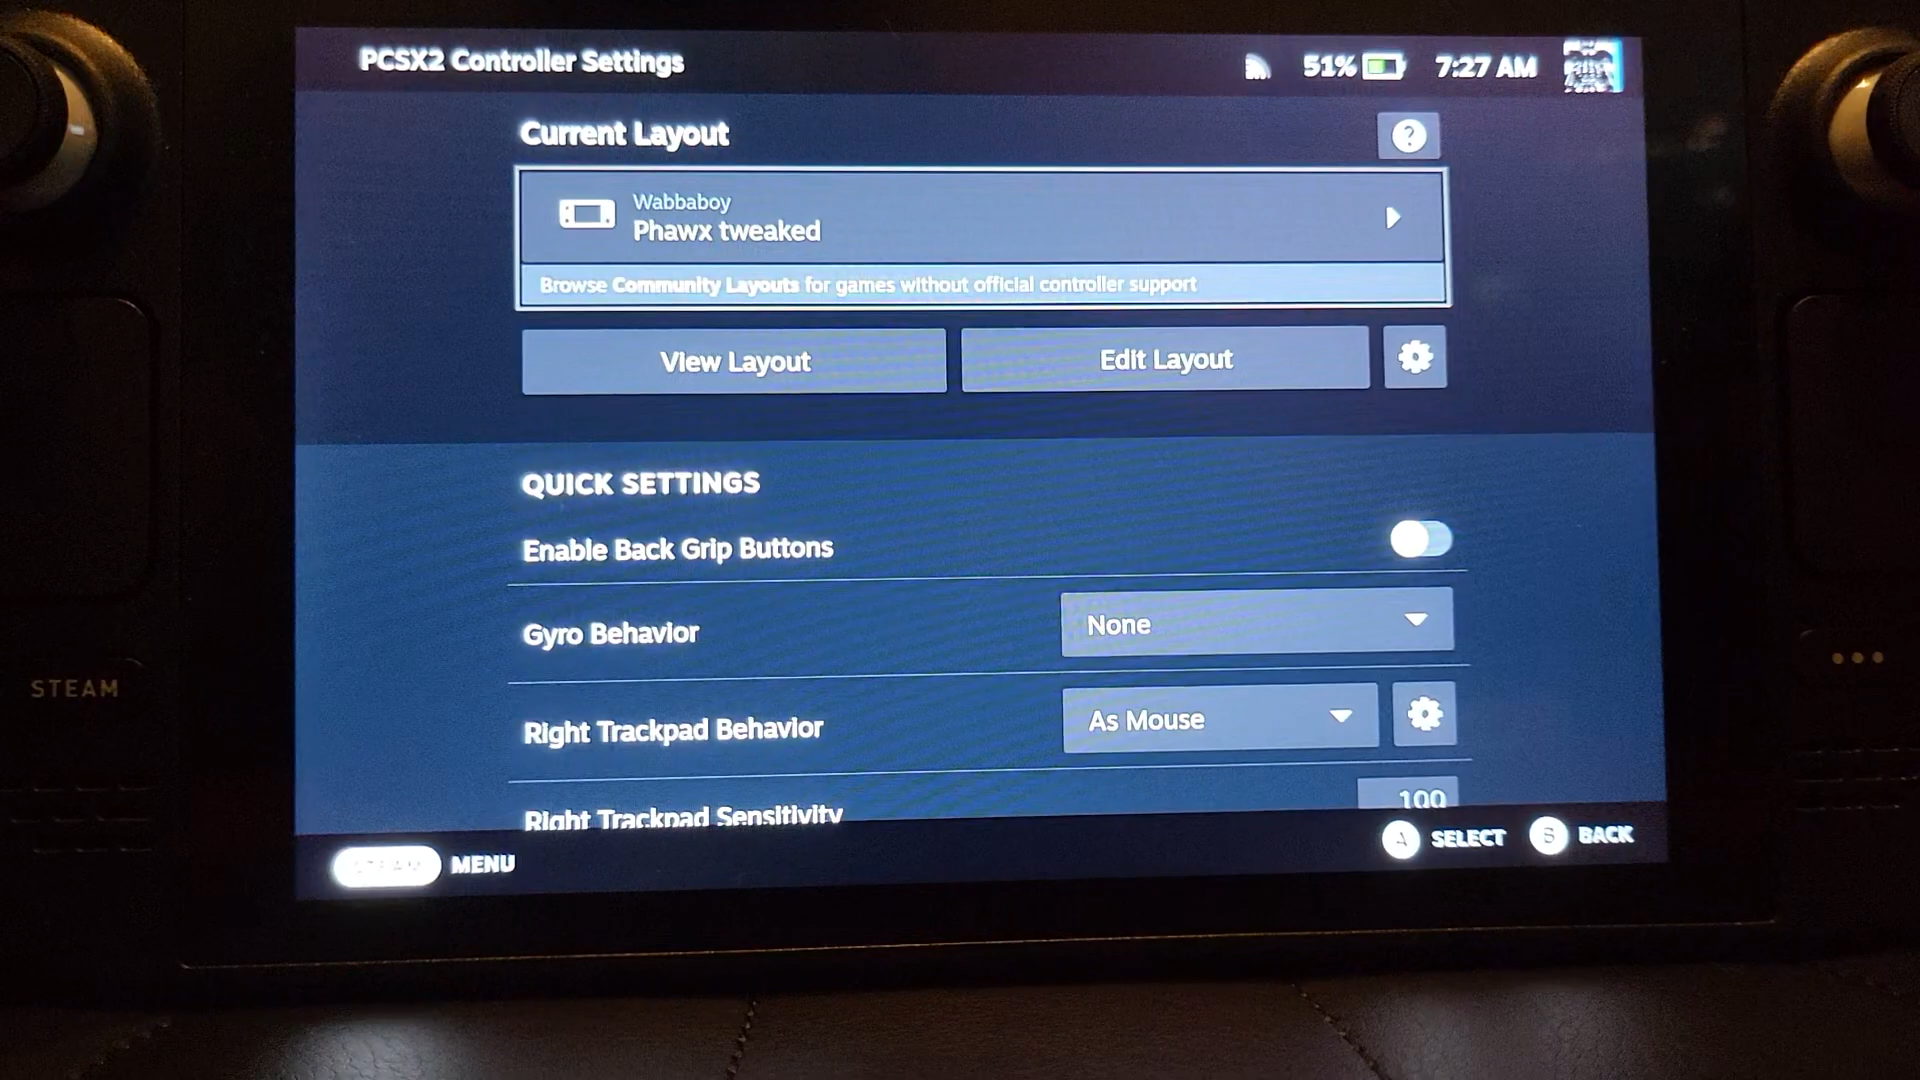 PCSX2 Controller Settings
51%
7:27 AM
Current Layout
?
Wabbaboy
Phawx tweaked
Browse Community Layouts for games without official controller support
View Layout
Edit Layout
QUICK SETTINGS
Enable Back Grip Buttons
Gyro Behavior
None
STEAM
Right Trackpad Behavior
As Mouse
Right Trackpad Sensitivity
100
STEAM MENU
A SELECT
B BACK